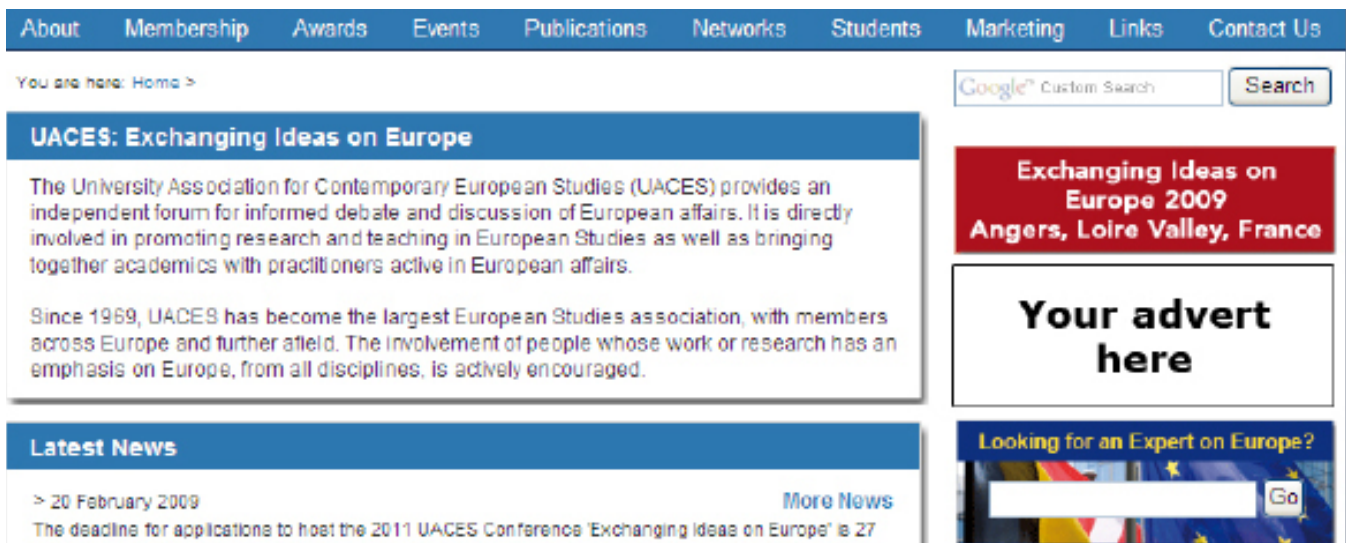 About Membership Awards Events Publications Networks Students Marketing Links Contact Us
You are here: Home >
Google™ Custom Search Search
UACES: Exchanging Ideas on Europe
The University Association for Contemporary European Studies (UACES) provides an
independent forum for informed debate and discussion of European affairs. It is directly
involved in promoting research and teaching in European Studies as well as bringing
together academics with practitioners active in European affairs.
Since 1969, UACES has become the largest European Studies association, with members
across Europe and further afield. The involvement of people whose work or research has an
emphasis on Europe, from all disciplines, is actively encouraged.
Exchanging Ideas on
Europe 2009
Angers, Loire Valley, France
Your advert
here
Latest News
> 20 February 2009 More News
The deadline for applications to host the 2011 UACES Conference 'Exchanging Ideas on Europe' is 27
Looking for an Expert on Europe?
Go